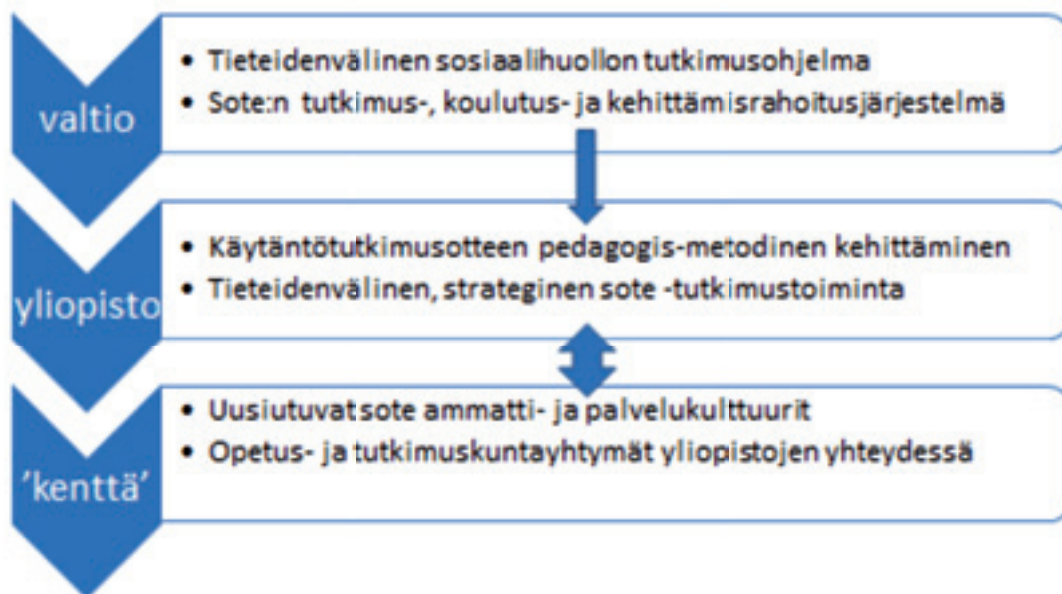 valtio
• Tieteidenvälinen sosiaalihuollon tutkimusohjelma
• Sote:n tutkimus-, koulutus- ja kehittämisrahoitusjärjestelmä
yliopisto
• Käytäntötutkimusotteen pedagogis-metodinen kehittäminen
• Tieteidenvälinen, strateginen sote -tutkimustoiminta
'kenttä'
• Uusiutuvat sote ammatti- ja palvelukulttuurit
• Opetus- ja tutkimuskuntayhtymät yliopistojen yhteydessä